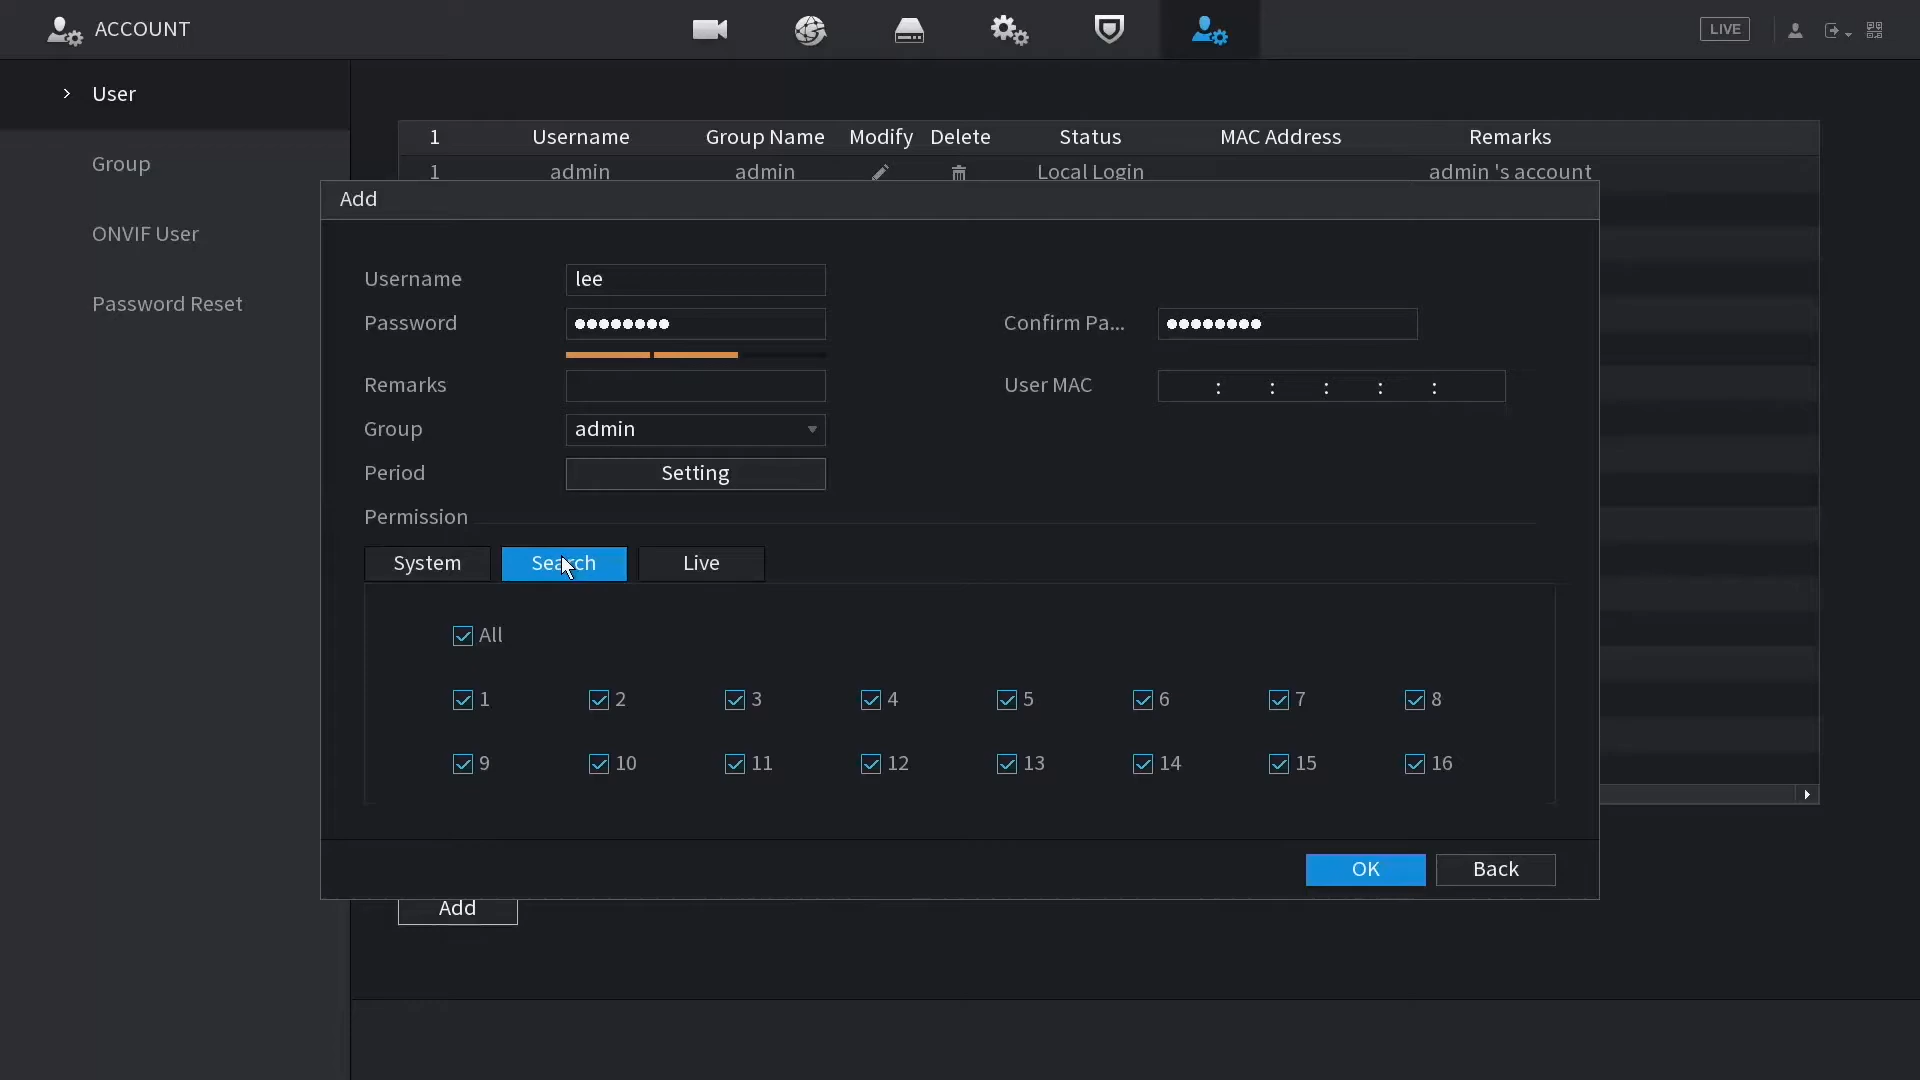 ACCOUNT
LIVE
User
Group
ONVIF User
Password Reset
1 Username Group Name Modify Delete Status MAC Address Remarks
1 admin admin Local Login admin 's account
Add
Username lee
Password ●●●●●●●● Confirm Pa... ●●●●●●●●
Remarks User MAC : : : : :
Group admin
Period Setting
Permission
System Search Live
All
1 2 3 4 5 6 7 8
9 10 11 12 13 14 15 16
OK Back
Add